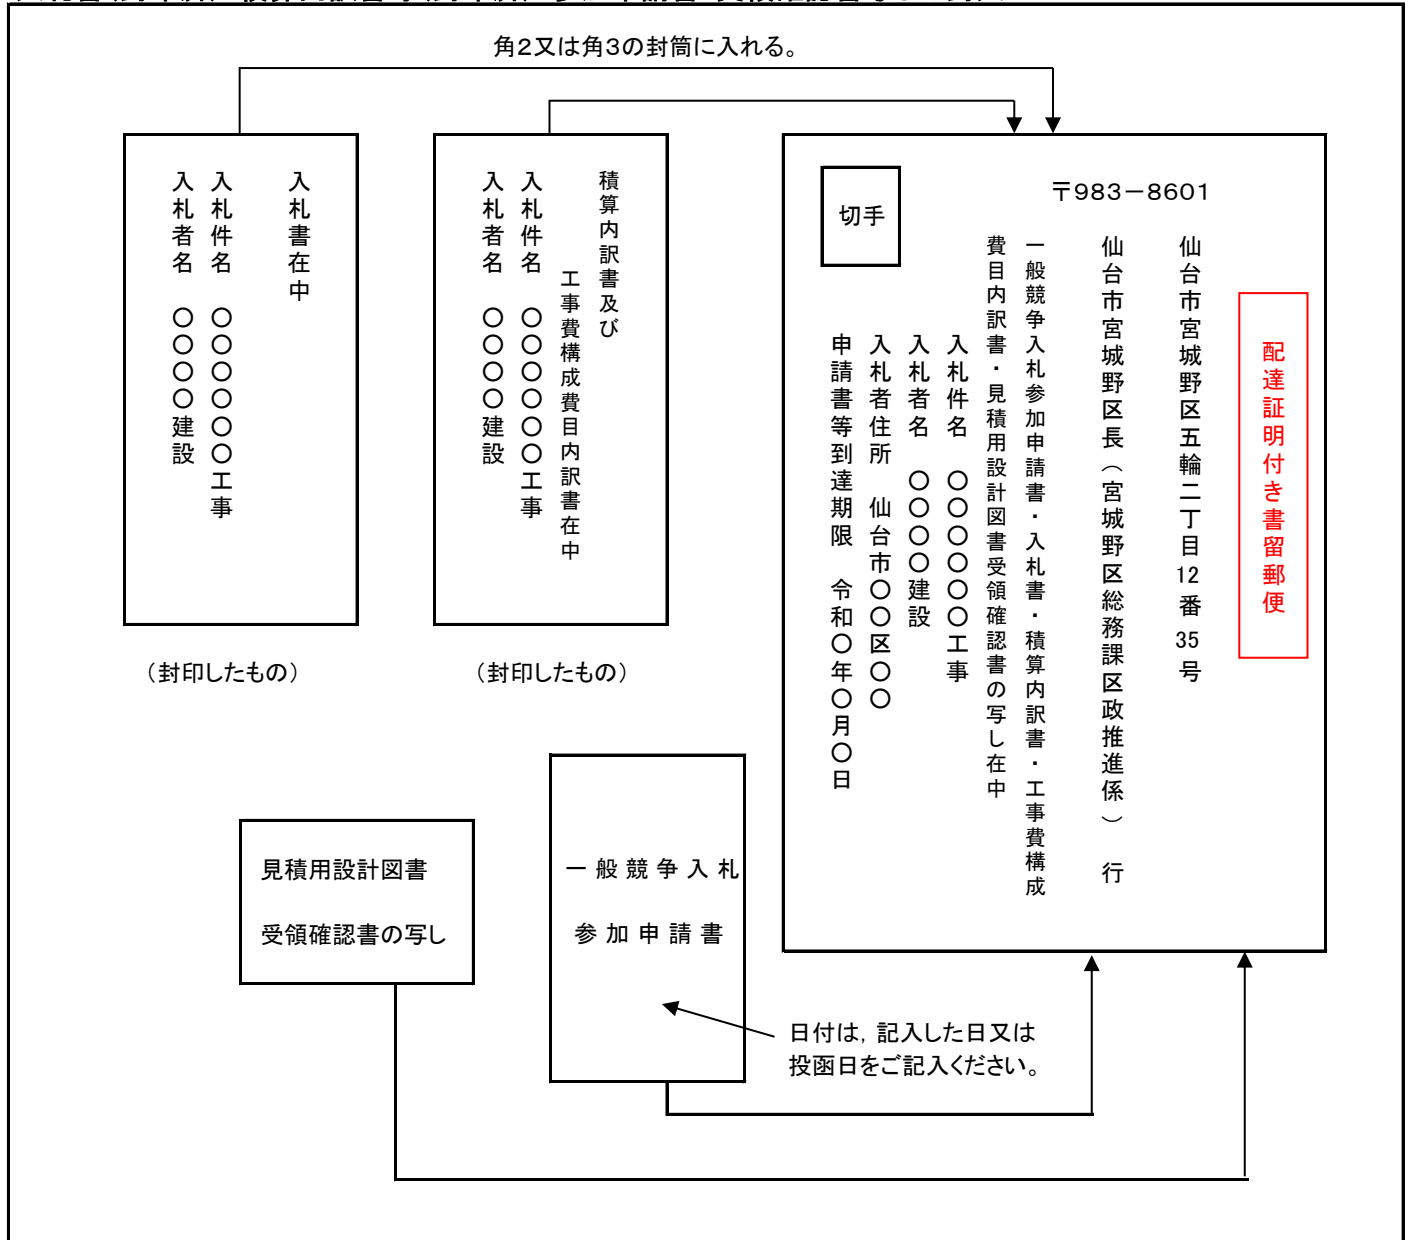 角2又は角3の封筒に入れる。
入札書在中
入札件名　〇〇〇〇〇〇工事
入札者名　〇〇〇〇建設
（封印したもの）
積算内訳書及び
工事費構成費目内訳書在中
入札件名　〇〇〇〇〇〇工事
入札者名　〇〇〇〇建設
（封印したもの）
切手
〒983－8601
配達証明付き書留郵便
仙台市宮城野区五輪二丁目12番35号
仙台市宮城野区長（宮城野区総務課区政推進係）　行
一般競争入札参加申請書・入札書・積算内訳書・工事費構成
費目内訳書・見積用設計図書受領確認書の写し在中
入札件名　〇〇〇〇〇〇工事
入札者名　〇〇〇〇建設
入札者住所　仙台市〇〇区〇〇
申請書等到達期限　令和〇年〇月〇日
見積用設計図書
受領確認書の写し
一般競争入札
参加申請書
日付は，記入した日又は
投函日をご記入ください。